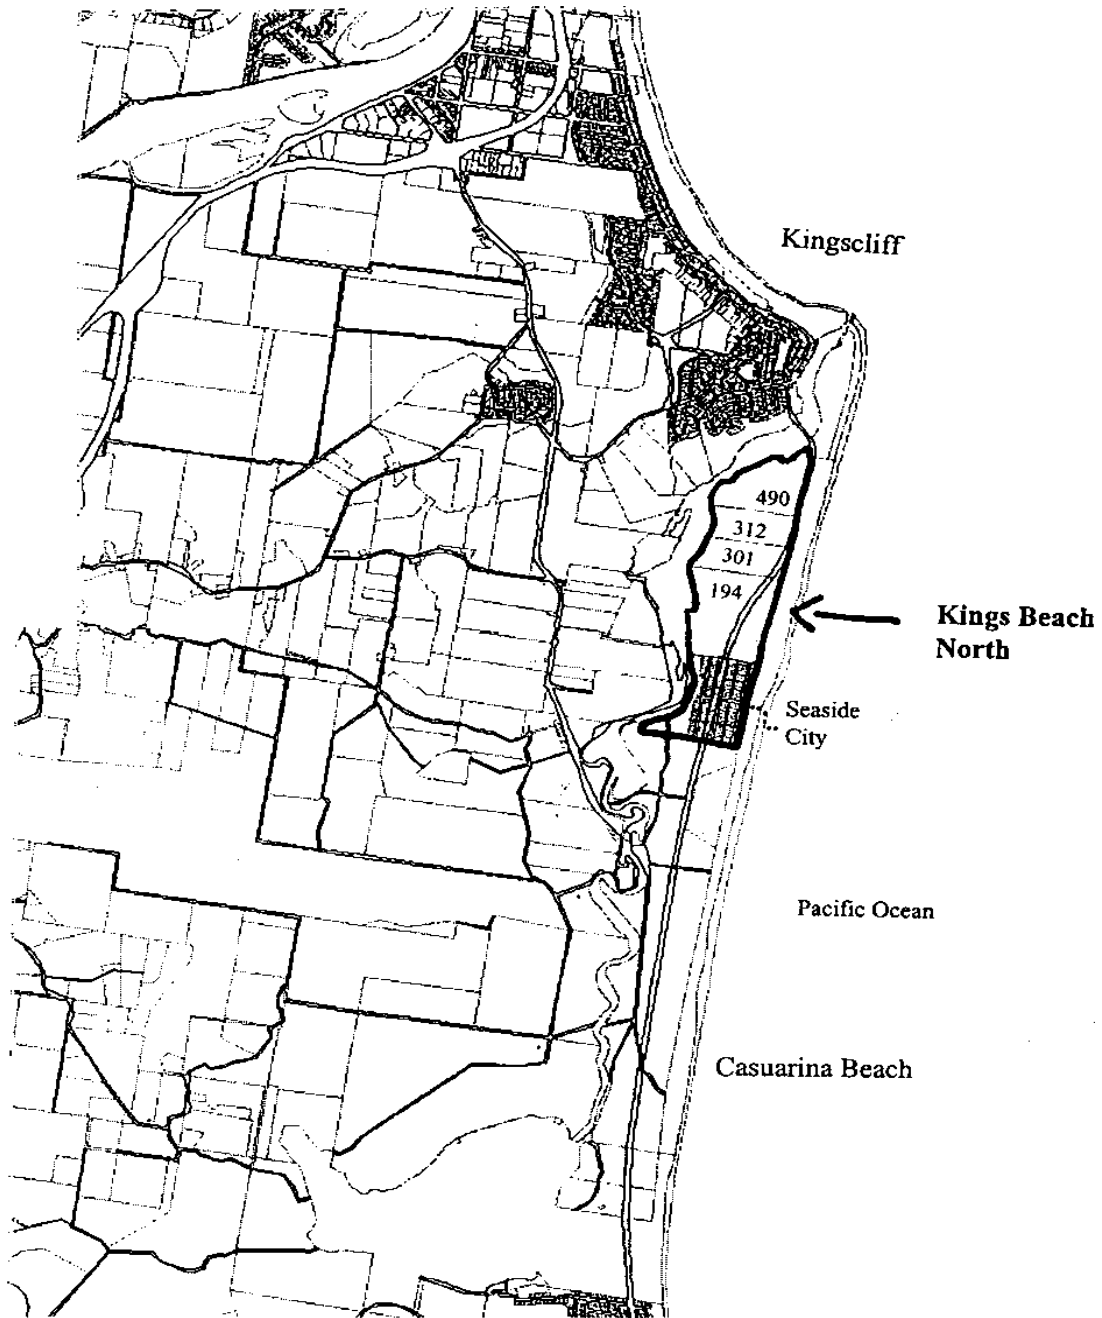 Kingscliff
490
312
301
194
Kings Beach
North
Seaside
City
Pacific Ocean
Casuarina Beach